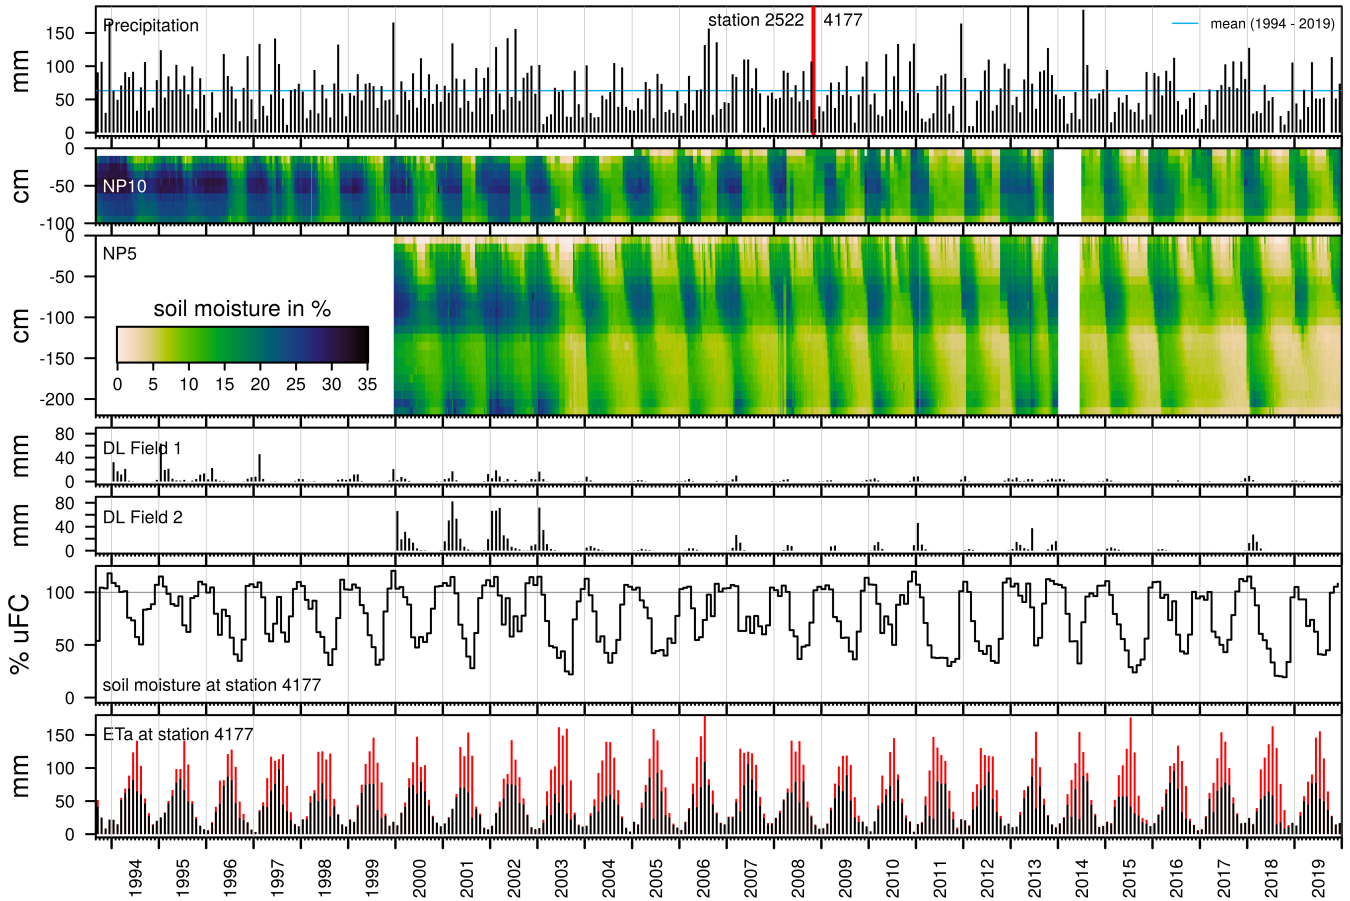 Precipitation
station 2522
4177
mean (1994 - 2019)
mm
150
100
50
0
cm
0
-50
-100
NP10
cm
0
-50
-100
-150
-200
NP5
soil moisture in %
0 5 10 15 20 25 30 35
mm
80
40
0
DL Field 1
mm
80
40
0
DL Field 2
% uFC
100
50
0
soil moisture at station 4177
mm
150
100
50
0
ETa at station 4177
1994 1995 1996 1997 1998 1999 2000 2001 2002 2003 2004 2005 2006 2007 2008 2009 2010 2011 2012 2013 2014 2015 2016 2017 2018 2019